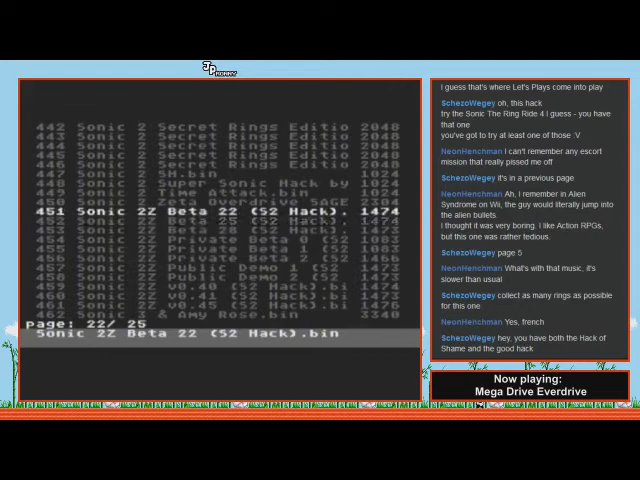 JP
RONNY
442 Sonic 2 Secret Rings Editio 2048
443 Sonic 2 Secret Rings Editio 2048
444 Sonic 2 Secret Rings Editio 2048
445 Sonic 2 Secret Rings Editio 2048
446 Sonic 2 Secret Rings Editio 2048
447 Sonic 2 SH.bin 1024
448 Sonic 2 Super Sonic Hack by 1024
449 Sonic 2 Time Attack.bin 1024
450 Sonic 2 Zeta Overdrive SAGE 2304
451 Sonic 2Z Beta 22 (S2 Hack). 1474
452 Sonic 2Z Beta 25 (S2 Hack). 1473
453 Sonic 2Z Beta 28 (S2 Hack). 1473
454 Sonic 2Z Private Beta 0 (S2 1083
455 Sonic 2Z Private Beta 1 (S2 1083
456 Sonic 2Z Private Beta 2 (S2 1466
457 Sonic 2Z Public Demo 1 (S2 1473
458 Sonic 2Z Public Demo 2 (S2 1473
459 Sonic 2Z v0.40 (S2 Hack).bi 1474
460 Sonic 2Z v0.41 (S2 Hack).bi 1473
461 Sonic 2Z v0.45 (S2 Hack).bi 1473
462 Sonic 3 & Amy Rose.bin 3340
Page: 22/ 25
Sonic 2Z Beta 22 (S2 Hack).bin
I guess that's where Let's Plays come into play
SchezoWegey oh, this hack
try the Sonic The Ring Ride 4 I guess - you have
that one
you've got to try at least one of those :V
NeonHenchman I can't remember any escort
mission that really pissed me off
SchezoWegey it's in a previous page
NeonHenchman Ah, I remember in Alien
Syndrome on Wii, the guy would literally jump into
the alien bullets.
I thought it was very boring. I like Action RPGs,
but this one was rather tedious.
SchezoWegey page 5
NeonHenchman What's with that music, it's
slower than usual
SchezoWegey collect as many rings as possible
for this one
NeonHenchman Yes, french
SchezoWegey hey, you have both the Hack of
Shame and the good hack
Now playing:
Mega Drive Everdrive